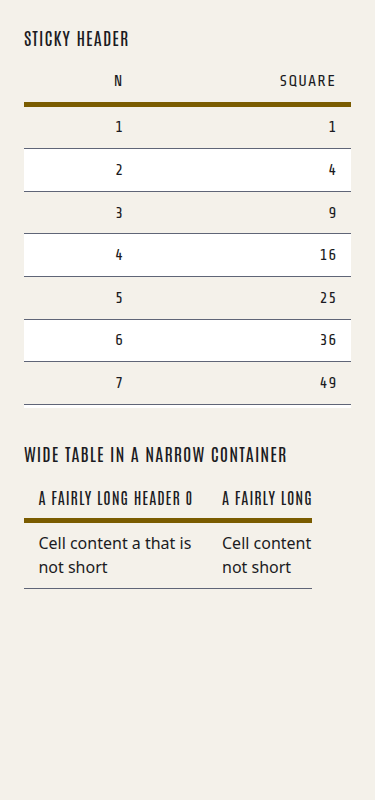 STICKY HEADER
N SQUARE
1 1
2 4
3 9
4 16
5 25
6 36
7 49
WIDE TABLE IN A NARROW CONTAINER
A FAIRLY LONG HEADER 0 A FAIRLY LONG
Cell content a that is Cell content
not short not short